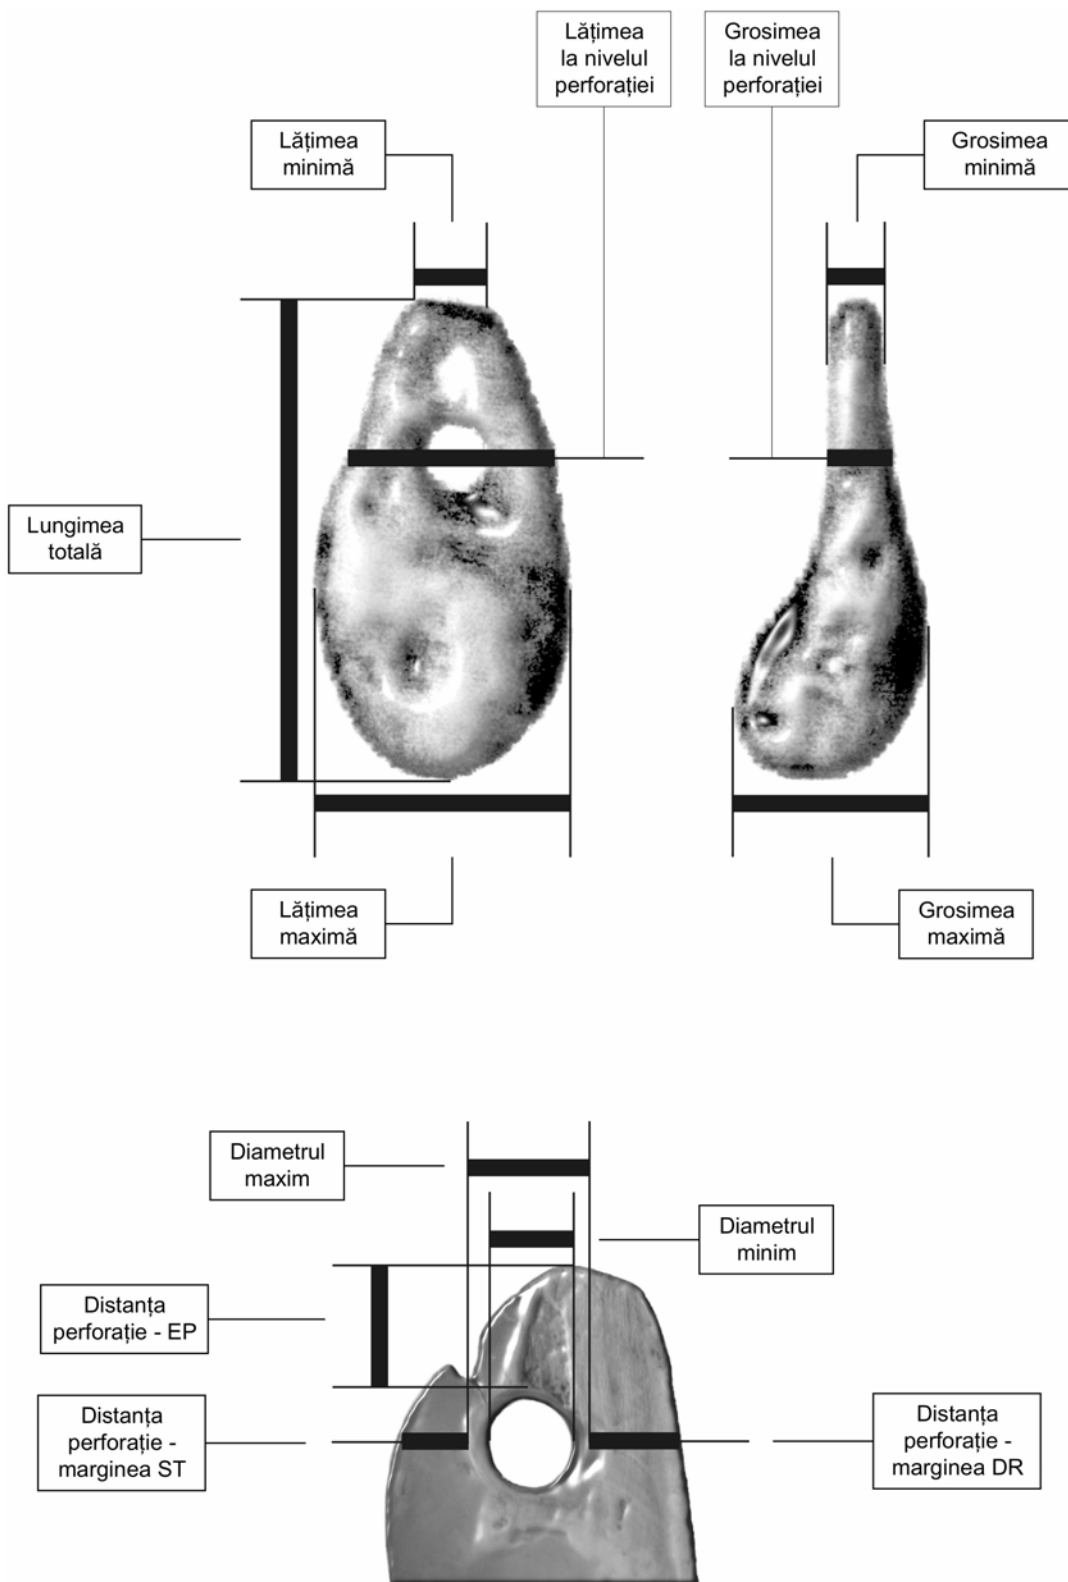 Lățimea
la nivelul
perforației
Grosimea
la nivelul
perforației
Lățimea
minimă
Grosimea
minimă
Lungimea
totală
Lățimea
maximă
Grosimea
maximă
Diametrul
maxim
Diametrul
minim
Distanța
perforație - EP
Distanța
perforație -
marginea ST
Distanța
perforație -
marginea DR